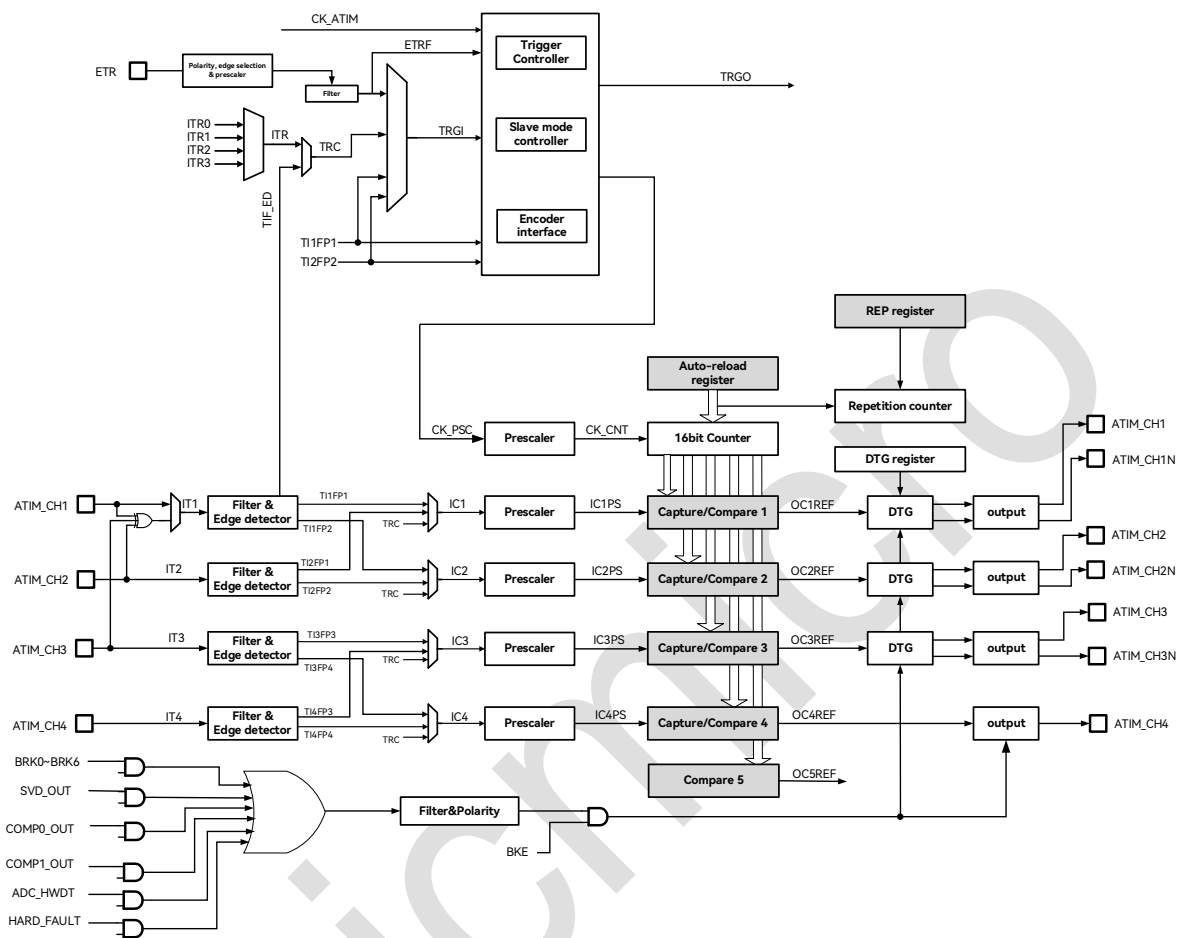 CK_ATIM
ETRF
Trigger
Controller
ETR
Polarity, edge selection
& prescaler
Filter
TRGO
ITR0
ITR1
ITR2
ITR3
ITR
TRC
TRGI
Slave mode
controller
TIF_ED
Encoder
interface
TI1FP1
TI2FP2
REP register
Auto-reload
register
Repetition counter
CK_PSC
Prescaler
CK_CNT
16bit Counter
DTG register
ATIM_CH1
ATIM_CH1N
ATIM_CH1
IT1
Filter &
Edge detector
TI1FP1
TI1FP2
TRC
IC1
Prescaler
IC1PS
Capture/Compare 1
OC1REF
DTG
output
ATIM_CH2
ATIM_CH2N
ATIM_CH2
IT2
Filter &
Edge detector
TI2FP1
TI2FP2
TRC
IC2
Prescaler
IC2PS
Capture/Compare 2
OC2REF
DTG
output
ATIM_CH3
ATIM_CH3N
ATIM_CH3
IT3
Filter &
Edge detector
TI3FP3
TI3FP4
TRC
IC3
Prescaler
IC3PS
Capture/Compare 3
OC3REF
DTG
output
ATIM_CH4
IT4
Filter &
Edge detector
TI4FP3
TI4FP4
TRC
IC4
Prescaler
IC4PS
Capture/Compare 4
OC4REF
output
ATIM_CH4
Compare 5
OC5REF
BRK0~BRK6
SVD_OUT
COMP0_OUT
COMP1_OUT
ADC_HWDT
HARD_FAULT
Filter&Polarity
BKE
icmicro